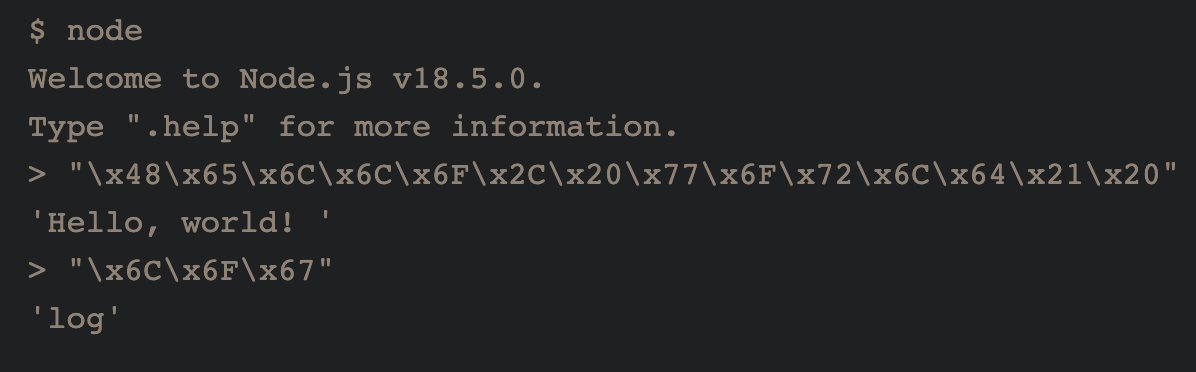 $ node
Welcome to Node.js v18.5.0.
Type ".help" for more information.
> "\x48\x65\x6C\x6C\x6F\x2C\x20\x77\x6F\x72\x6C\x64\x21\x20"
'Hello, world! '
> "\x6C\x6F\x67"
'log'